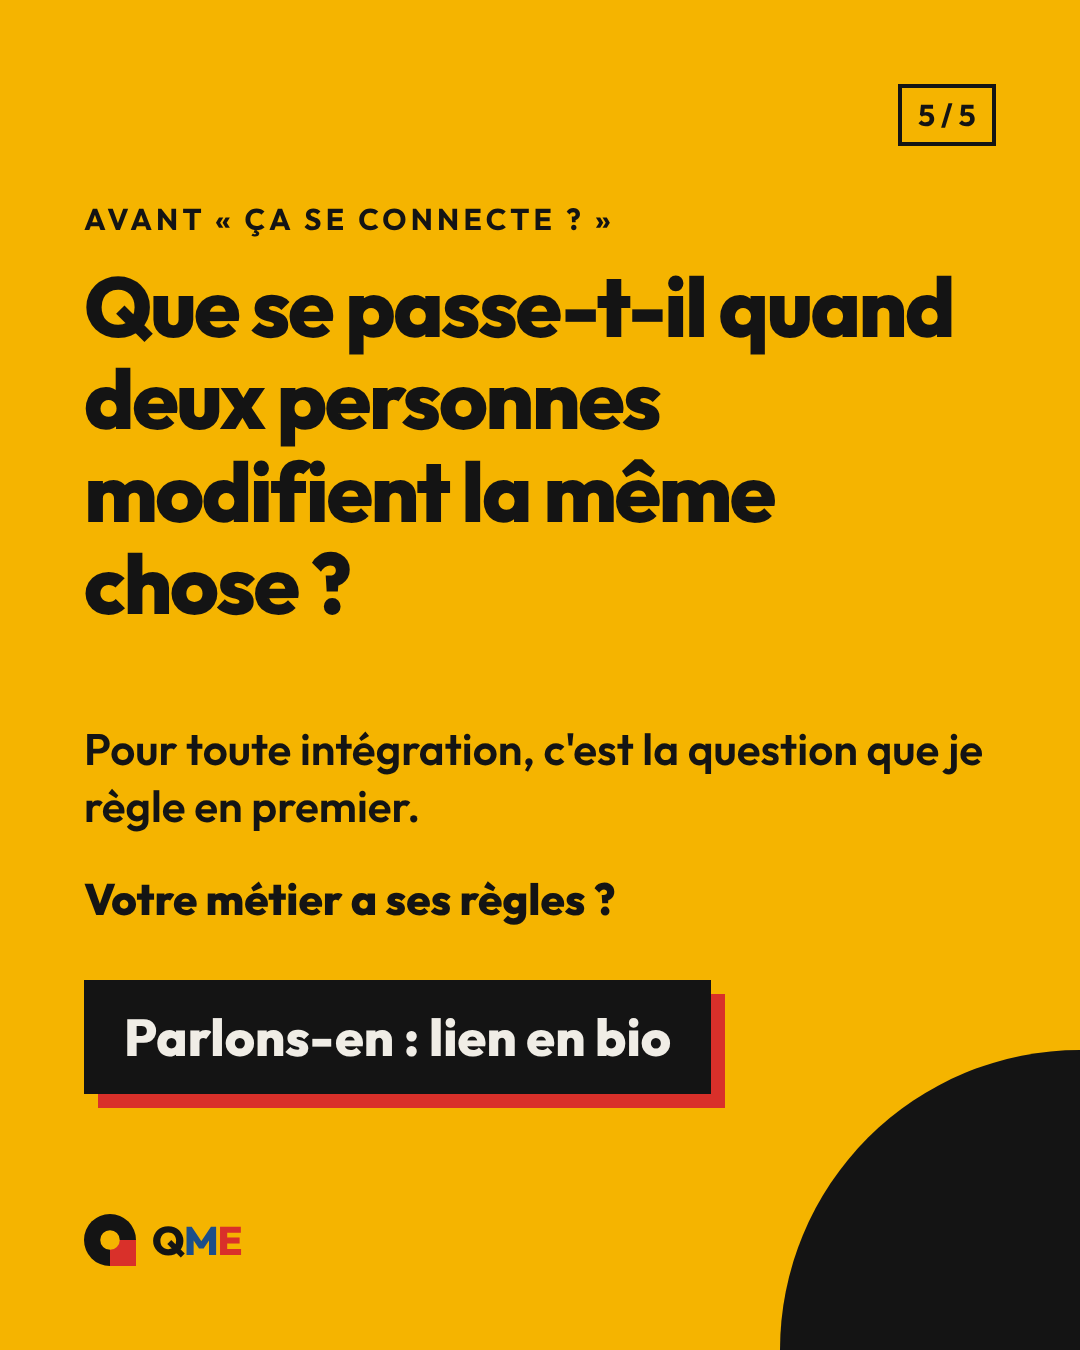 5 / 5
AVANT « ÇA SE CONNECTE ? »
Que se passe-t-il quand
deux personnes
modifient la même
chose ?
Pour toute intégration, c'est la question que je
règle en premier.
Votre métier a ses règles ?
Parlons-en : lien en bio
QME